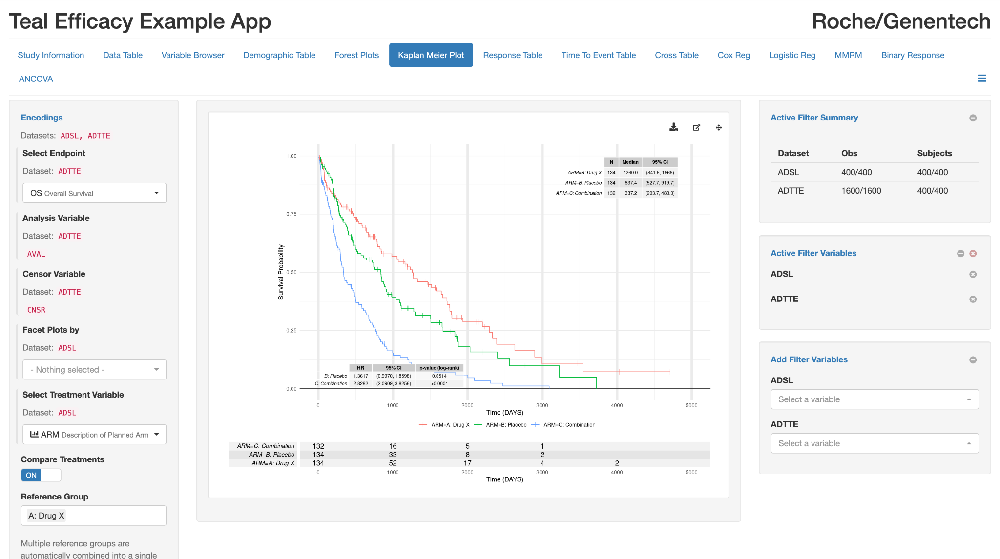 Teal Efficacy Example App
Roche/Genentech
Study Information Data Table Variable Browser Demographic Table Forest Plots Kaplan Meier Plot Response Table Time To Event Table Cross Table Cox Reg Logistic Reg MMRM Binary Response
ANCOVA
Encodings
Datasets: ADSL, ADTTE
Select Endpoint
Dataset: ADTTE
OS Overall Survival
Analysis Variable
Dataset: ADTTE
AVAL
Censor Variable
Dataset: ADTTE
CNSR
Facet Plots by
Dataset: ADSL
- Nothing selected -
Select Treatment Variable
Dataset: ADSL
ARM Description of Planned Arm
Compare Treatments
ON
Reference Group
A: Drug X
Multiple reference groups are
automatically combined into a single
Survival Probability
1.00
0.75
0.50
0.25
0.00
N Median 95% CI
ARM=A: Drug X 134 1260.0 (841.6, 1666)
ARM=B: Placebo 134 837.4 (527.7, 919.7)
ARM=C: Combination 132 337.2 (293.7, 483.3)
HR 95% CI p-value (log-rank)
B: Placebo 1.3617 (0.9970, 1.8598) 0.0514
C: Combination 2.8282 (2.0909, 3.8256) <0.0001
0 1000 2000 3000 4000 5000
Time (DAYS)
ARM=A: Drug X ARM=B: Placebo ARM=C: Combination
ARM=C: Combination 132 16 5 1
ARM=B: Placebo 134 33 8 2
ARM=A: Drug X 134 52 17 4 2
0 1000 2000 3000 4000 5000
Time (DAYS)
Active Filter Summary
Dataset Obs Subjects
ADSL 400/400 400/400
ADTTE 1600/1600 400/400
Active Filter Variables
ADSL
ADTTE
Add Filter Variables
ADSL
Select a variable
ADTTE
Select a variable